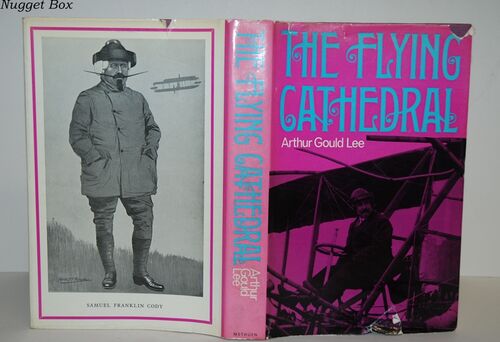 Nugget Box
SAMUEL FRANKLIN CODY
THE FLYING CATHEDRAL
Arthur
Gould
Lee
METHUEN
THE FLYING
CATHEDRAL
Arthur Gould Lee